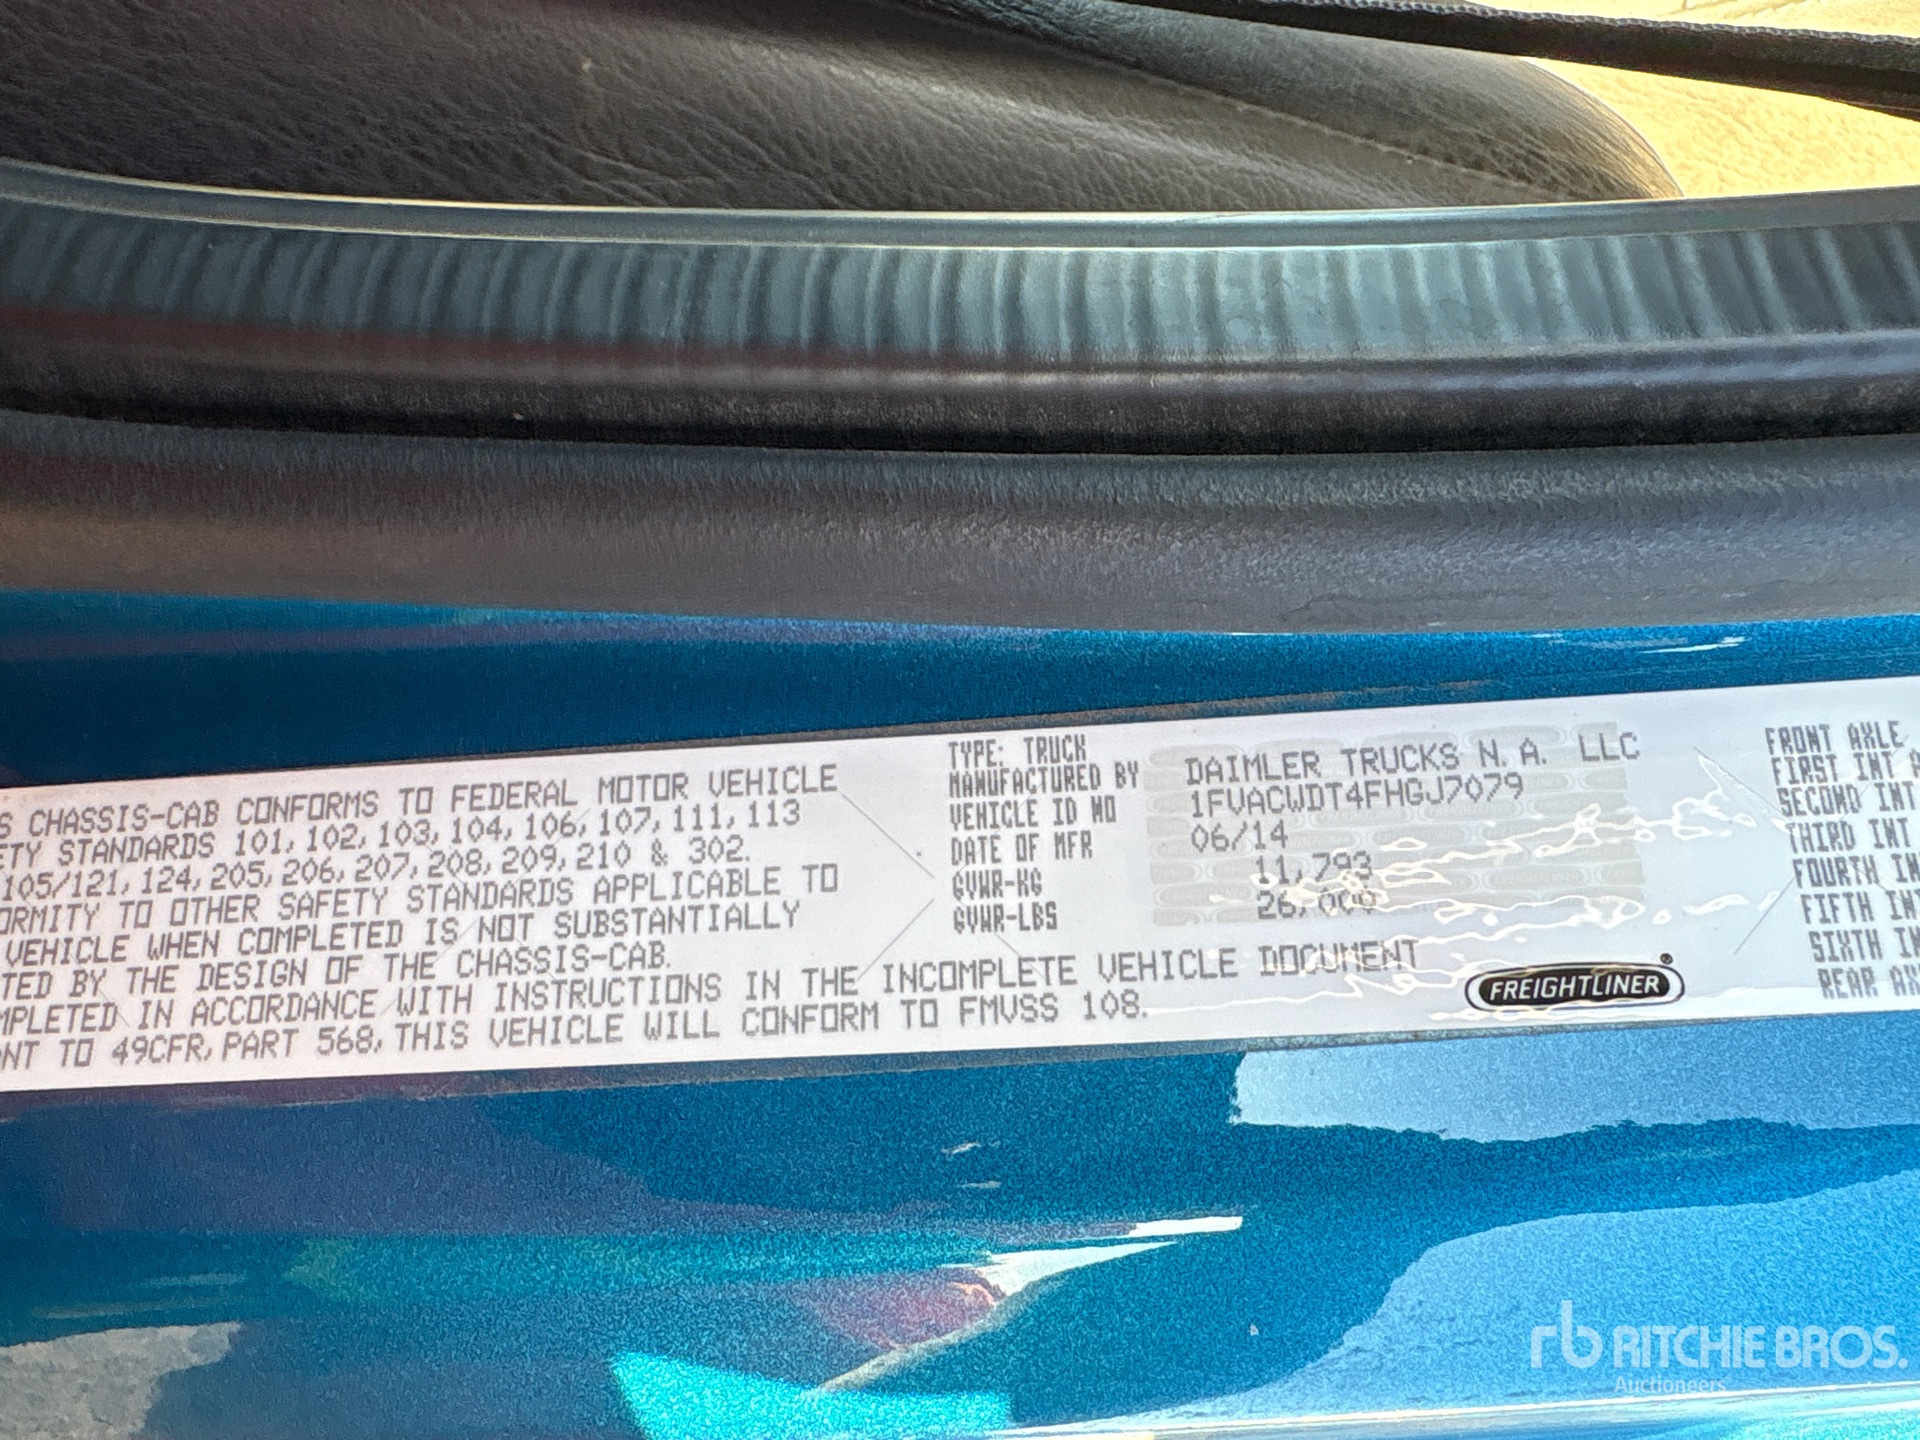 S CHASSIS-CAB CONFORMS TO FEDERAL MOTOR VEHICLE
ETY STANDARDS 101, 102, 103, 104, 106, 107, 111, 113
105/121, 124, 205, 206, 207, 208, 209, 210 & 302.
ORMITY TO OTHER SAFETY STANDARDS APPLICABLE TO
VEHICLE WHEN COMPLETED IS NOT SUBSTANTIALLY
TED BY THE DESIGN OF THE CHASSIS-CAB.
MPLETED IN ACCORDANCE WITH INSTRUCTIONS IN THE INCOMPLETE VEHICLE DOCUMENT
ANT TO 49CFR, PART 568, THIS VEHICLE WILL CONFORM TO FMVSS 108.
TYPE: TRUCK
MANUFACTURED BY DAIMLER TRUCKS N. A. LLC
VEHICLE ID NO 1FVACWDT4FHGJ7079
DATE OF MFR 06/14
GVWR-KG 11,793
GVWR-LBS 26,000
FREIGHTLINER ®
FRONT AXLE
FIRST INT A
SECOND INT
THIRD INT
FOURTH IN
FIFTH INT
SIXTH IN
REAR AX
rb RITCHIE BROS.
Auctioneers